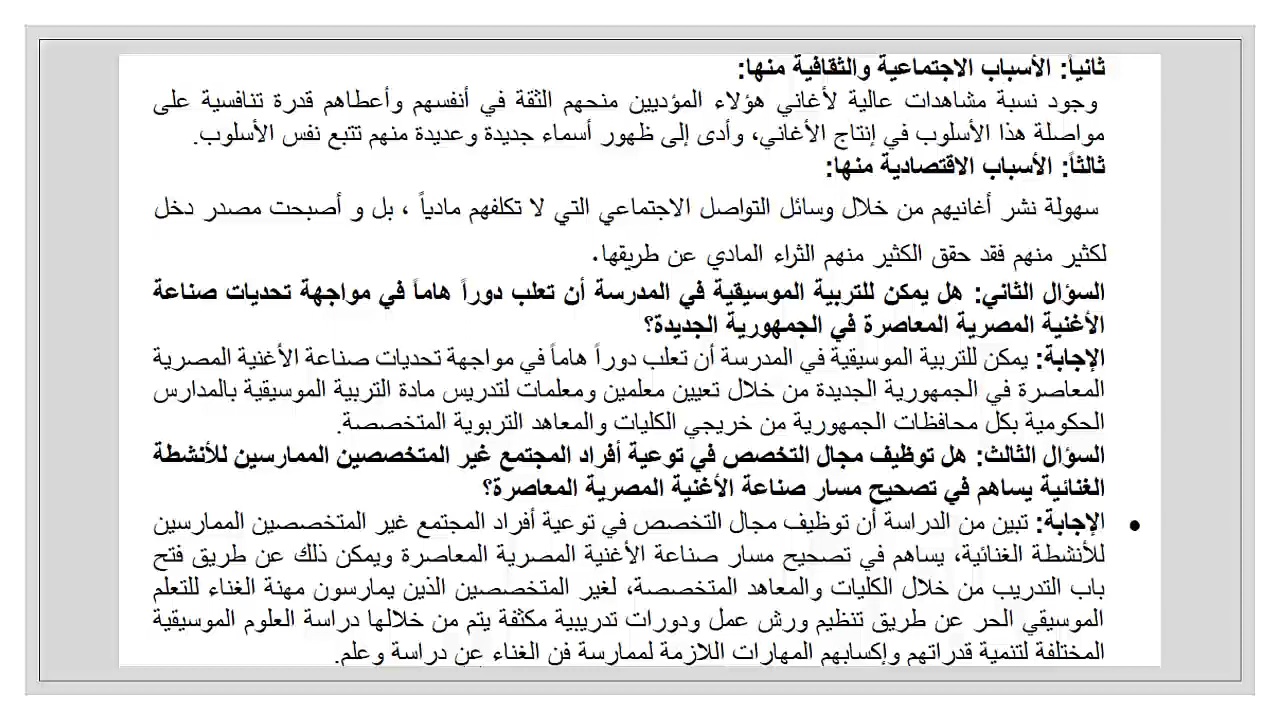 ثانياً: الأسباب الاجتماعية والثقافية منها:
وجود نسبة مشاهدات عالية لأغاني هؤلاء المؤديين منحهم الثقة في أنفسهم وأعطاهم قدرة تنافسية على
مواصلة هذا الأسلوب في إنتاج الأغاني، وأدى إلى ظهور أسماء جديدة وعديدة منهم تتبع نفس الأسلوب.
ثالثاً: الأسباب الاقتصادية منها:
سهولة نشر أغانيهم من خلال وسائل التواصل الاجتماعي التي لا تكلفهم مادياً ، بل و أصبحت مصدر دخل
لكثير منهم فقد حقق الكثير منهم الثراء المادي عن طريقها.
السؤال الثاني: هل يمكن للتربية الموسيقية في المدرسة أن تعلب دوراً هاماً في مواجهة تحديات صناعة
الأغنية المصرية المعاصرة في الجمهورية الجديدة؟
الإجابة: يمكن للتربية الموسيقية في المدرسة أن تعلب دوراً هاماً في مواجهة تحديات صناعة الأغنية المصرية
المعاصرة في الجمهورية الجديدة من خلال تعيين معلمين ومعلمات لتدريس مادة التربية الموسيقية بالمدارس
الحكومية بكل محافظات الجمهورية من خريجي الكليات والمعاهد التربوية المتخصصة.
السؤال الثالث: هل توظيف مجال التخصص في توعية أفراد المجتمع غير المتخصصين الممارسين للأنشطة
الغنائية يساهم في تصحيح مسار صناعة الأغنية المصرية المعاصرة؟
• الإجابة: تبين من الدراسة أن توظيف مجال التخصص في توعية أفراد المجتمع غير المتخصصين الممارسين
للأنشطة الغنائية، يساهم في تصحيح مسار صناعة الأغنية المصرية المعاصرة ويمكن ذلك عن طريق فتح
باب التدريب من خلال الكليات والمعاهد المتخصصة، لغير المتخصصين الذين يمارسون مهنة الغناء للتعلم
الموسيقي الحر عن طريق تنظيم ورش عمل ودورات تدريبية مكثفة يتم من خلالها دراسة العلوم الموسيقية
المختلفة لتنمية قدراتهم وإكسابهم المهارات اللازمة لممارسة فن الغناء عن دراسة وعلم.